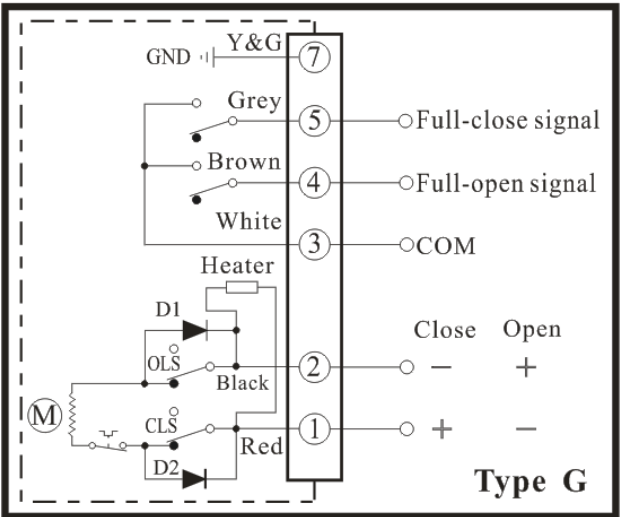 GND Y&G 7
Grey 5 Full-close signal
Brown 4 Full-open signal
White 3 COM
Heater
D1 Close Open
OLS Black 2 − +
M CLS Red 1 + −
D2
Type G